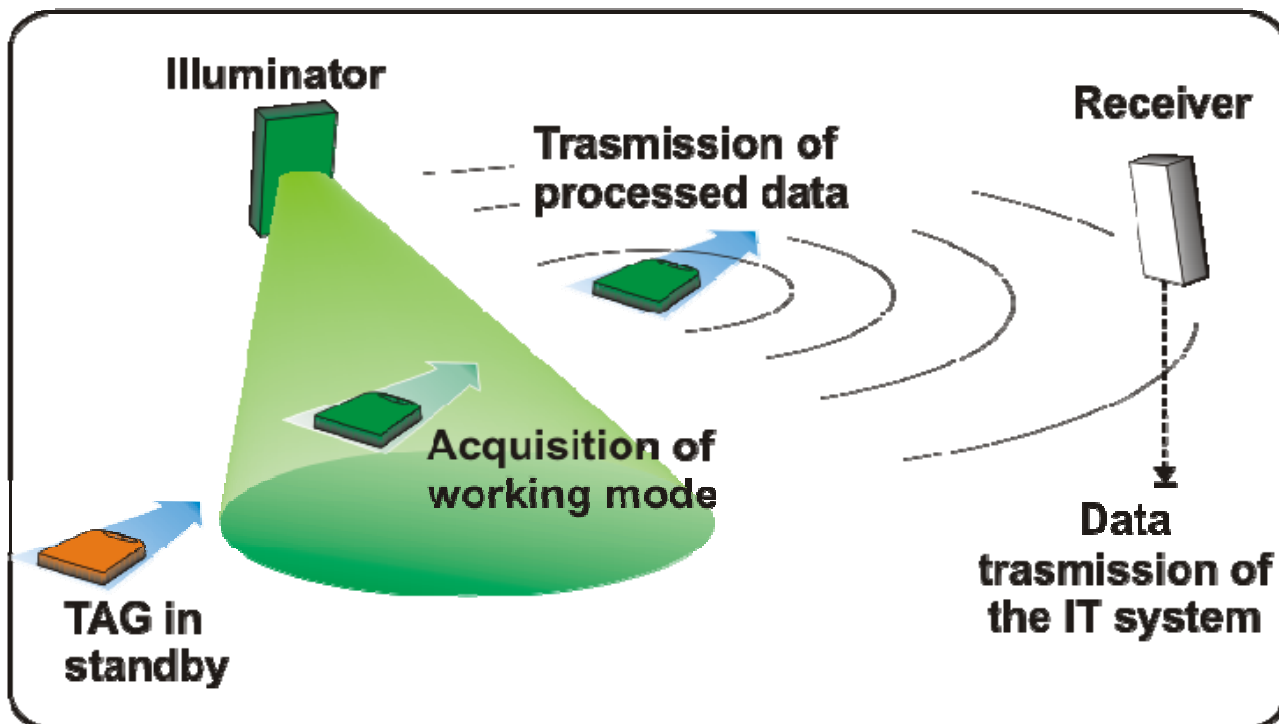 Illuminator
Receiver
Trasmission of
processed data
Acquisition of
working mode
TAG in
standby
Data
trasmission of
the IT system